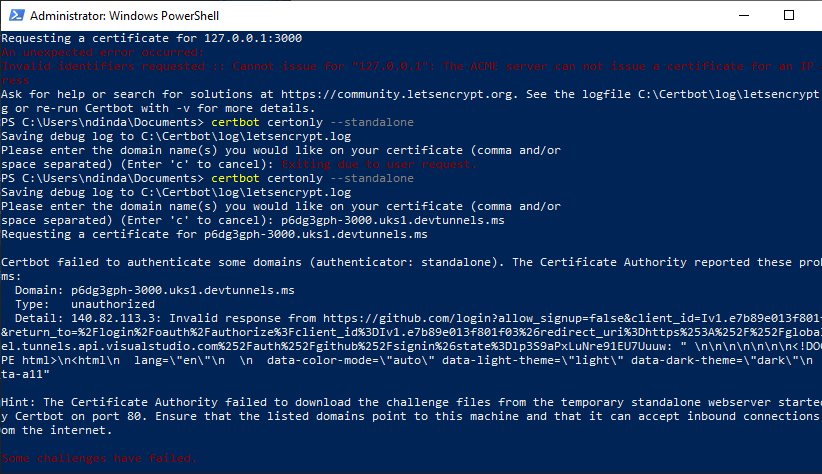 Administrator: Windows PowerShell
Requesting a certificate for 127.0.0.1:3000
An unexpected error occurred:
Invalid identifiers requested :: Cannot issue for "127.0.0.1": The ACME server can not issue a certificate for an IP
ress
Ask for help or search for solutions at https://community.letsencrypt.org. See the logfile C:\Certbot\log\letsencrypt
g or re-run Certbot with -v for more details.
PS C:\Users\ndinda\Documents> certbot certonly --standalone
Saving debug log to C:\Certbot\log\letsencrypt.log
Please enter the domain name(s) you would like on your certificate (comma and/or
space separated) (Enter 'c' to cancel): Exiting due to user request.
PS C:\Users\ndinda\Documents> certbot certonly --standalone
Saving debug log to C:\Certbot\log\letsencrypt.log
Please enter the domain name(s) you would like on your certificate (comma and/or
space separated) (Enter 'c' to cancel): p6dg3gph-3000.uks1.devtunnels.ms
Requesting a certificate for p6dg3gph-3000.uks1.devtunnels.ms
Certbot failed to authenticate some domains (authenticator: standalone). The Certificate Authority reported these prob
ms:
Domain: p6dg3gph-3000.uks1.devtunnels.ms
Type: unauthorized
Detail: 140.82.113.3: Invalid response from https://github.com/login?allow_signup=false&client_id=Iv1.e7b89e013f801
&return_to=%2Flogin%2Foauth%2Fauthorize%3Fclient_id%3DIv1.e7b89e013f801f03%26redirect_uri%3Dhttps%253A%252F%252Fglobal
el.tunnels.api.visualstudio.com%252Fauth%252Fgithub%252Fsignin%26state%3Dlp3S9aPxLuNre91EU7Uuuw: " \n\n\n\n\n\n\n<!DOC
PE html>\n<html\n lang=\"en\"\n \n data-color-mode=\"auto\" data-light-theme=\"light\" data-dark-theme=\"dark\"\n
ta-a11"
Hint: The Certificate Authority failed to download the challenge files from the temporary standalone webserver started
y Certbot on port 80. Ensure that the listed domains point to this machine and that it can accept inbound connections
om the internet.
Some challenges have failed.